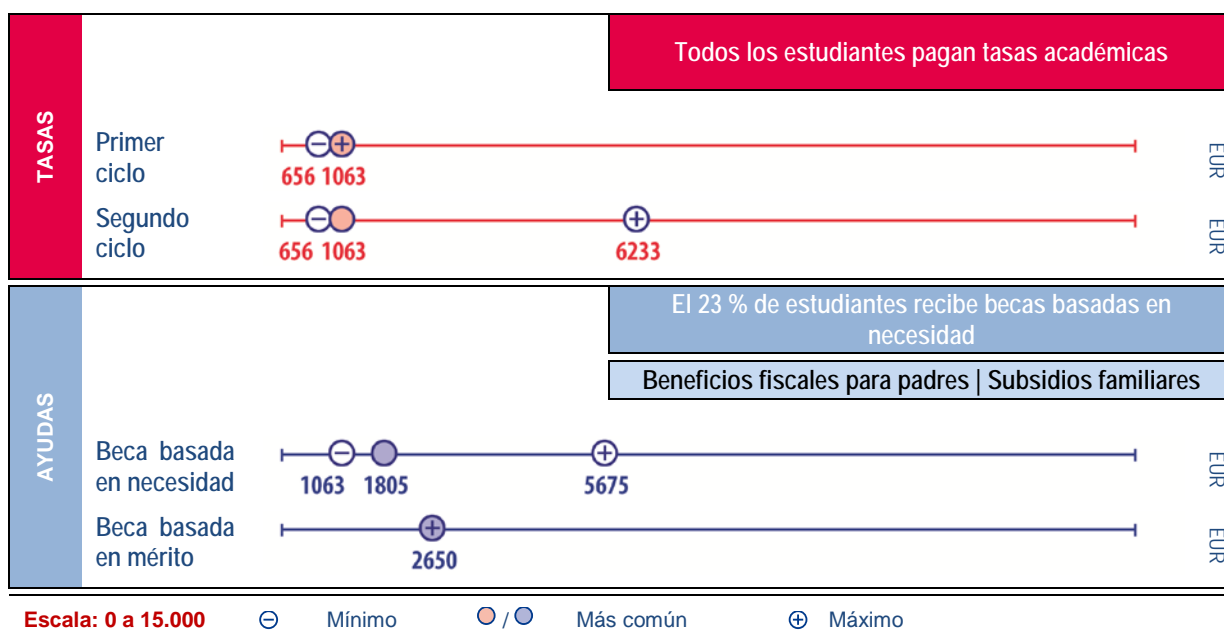 Todos los estudiantes pagan tasas académicas
TASAS
Primer
ciclo
656 1063
EUR
Segundo
ciclo
656 1063 6233
EUR
El 23 % de estudiantes recibe becas basadas en
necesidad
Beneficios fiscales para padres | Subsidios familiares
AYUDAS
Beca basada
en necesidad
1063 1805 5675
EUR
Beca basada
en mérito
2650
EUR
Escala: 0 a 15.000 Mínimo / Más común Máximo